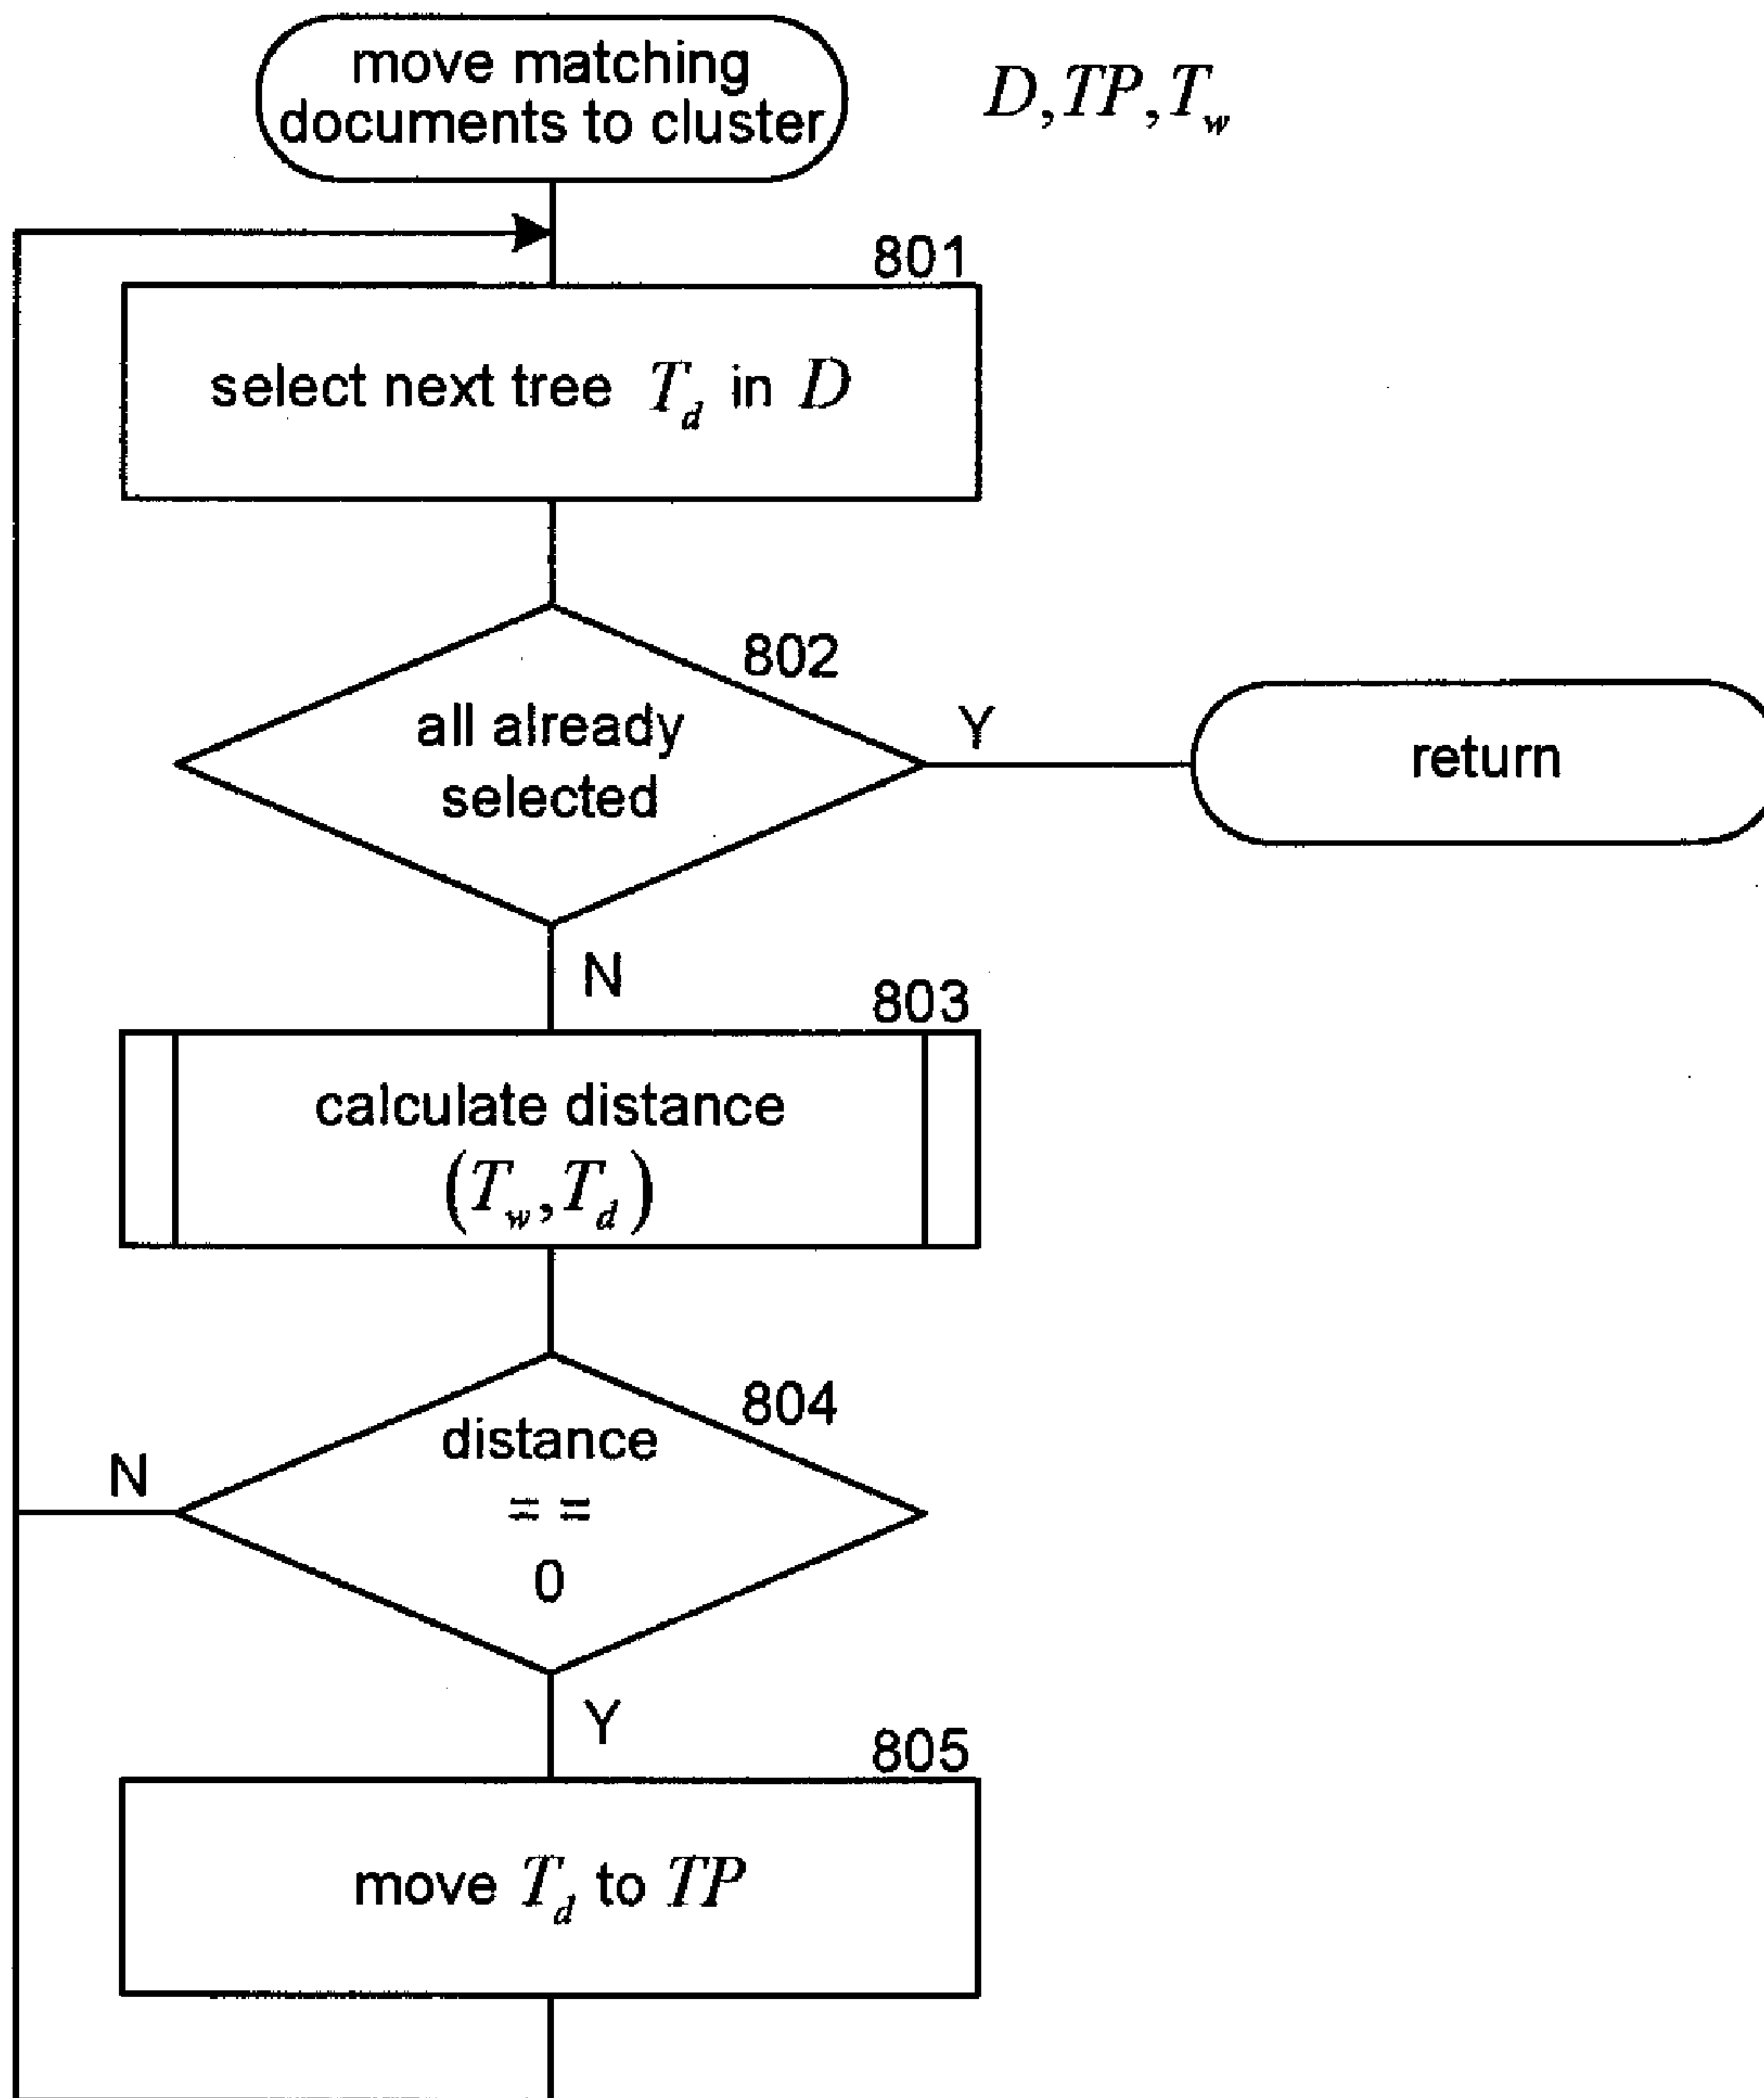 move matching
documents to cluster
D, TP, T_w
801
select next tree T_d in D
802
all already
selected
Y
return
N
803
calculate distance
(T_w, T_d)
804
distance
N
= =
0
Y
805
move T_d to TP